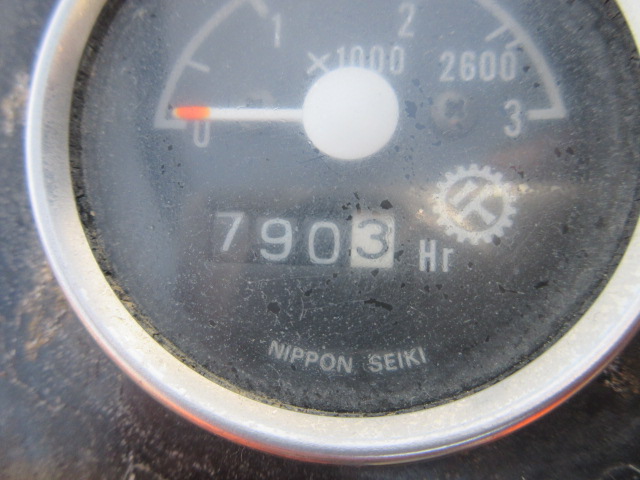 1 2
×1000 2600
0 3
7903 Hr
NIPPON SEIKI